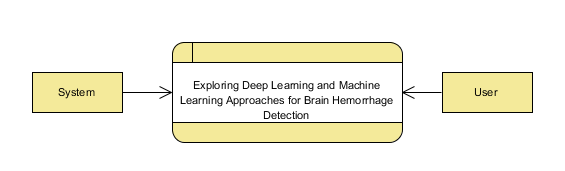 System
Exploring Deep Learning and Machine
Learning Approaches for Brain Hemorrhage
Detection
User